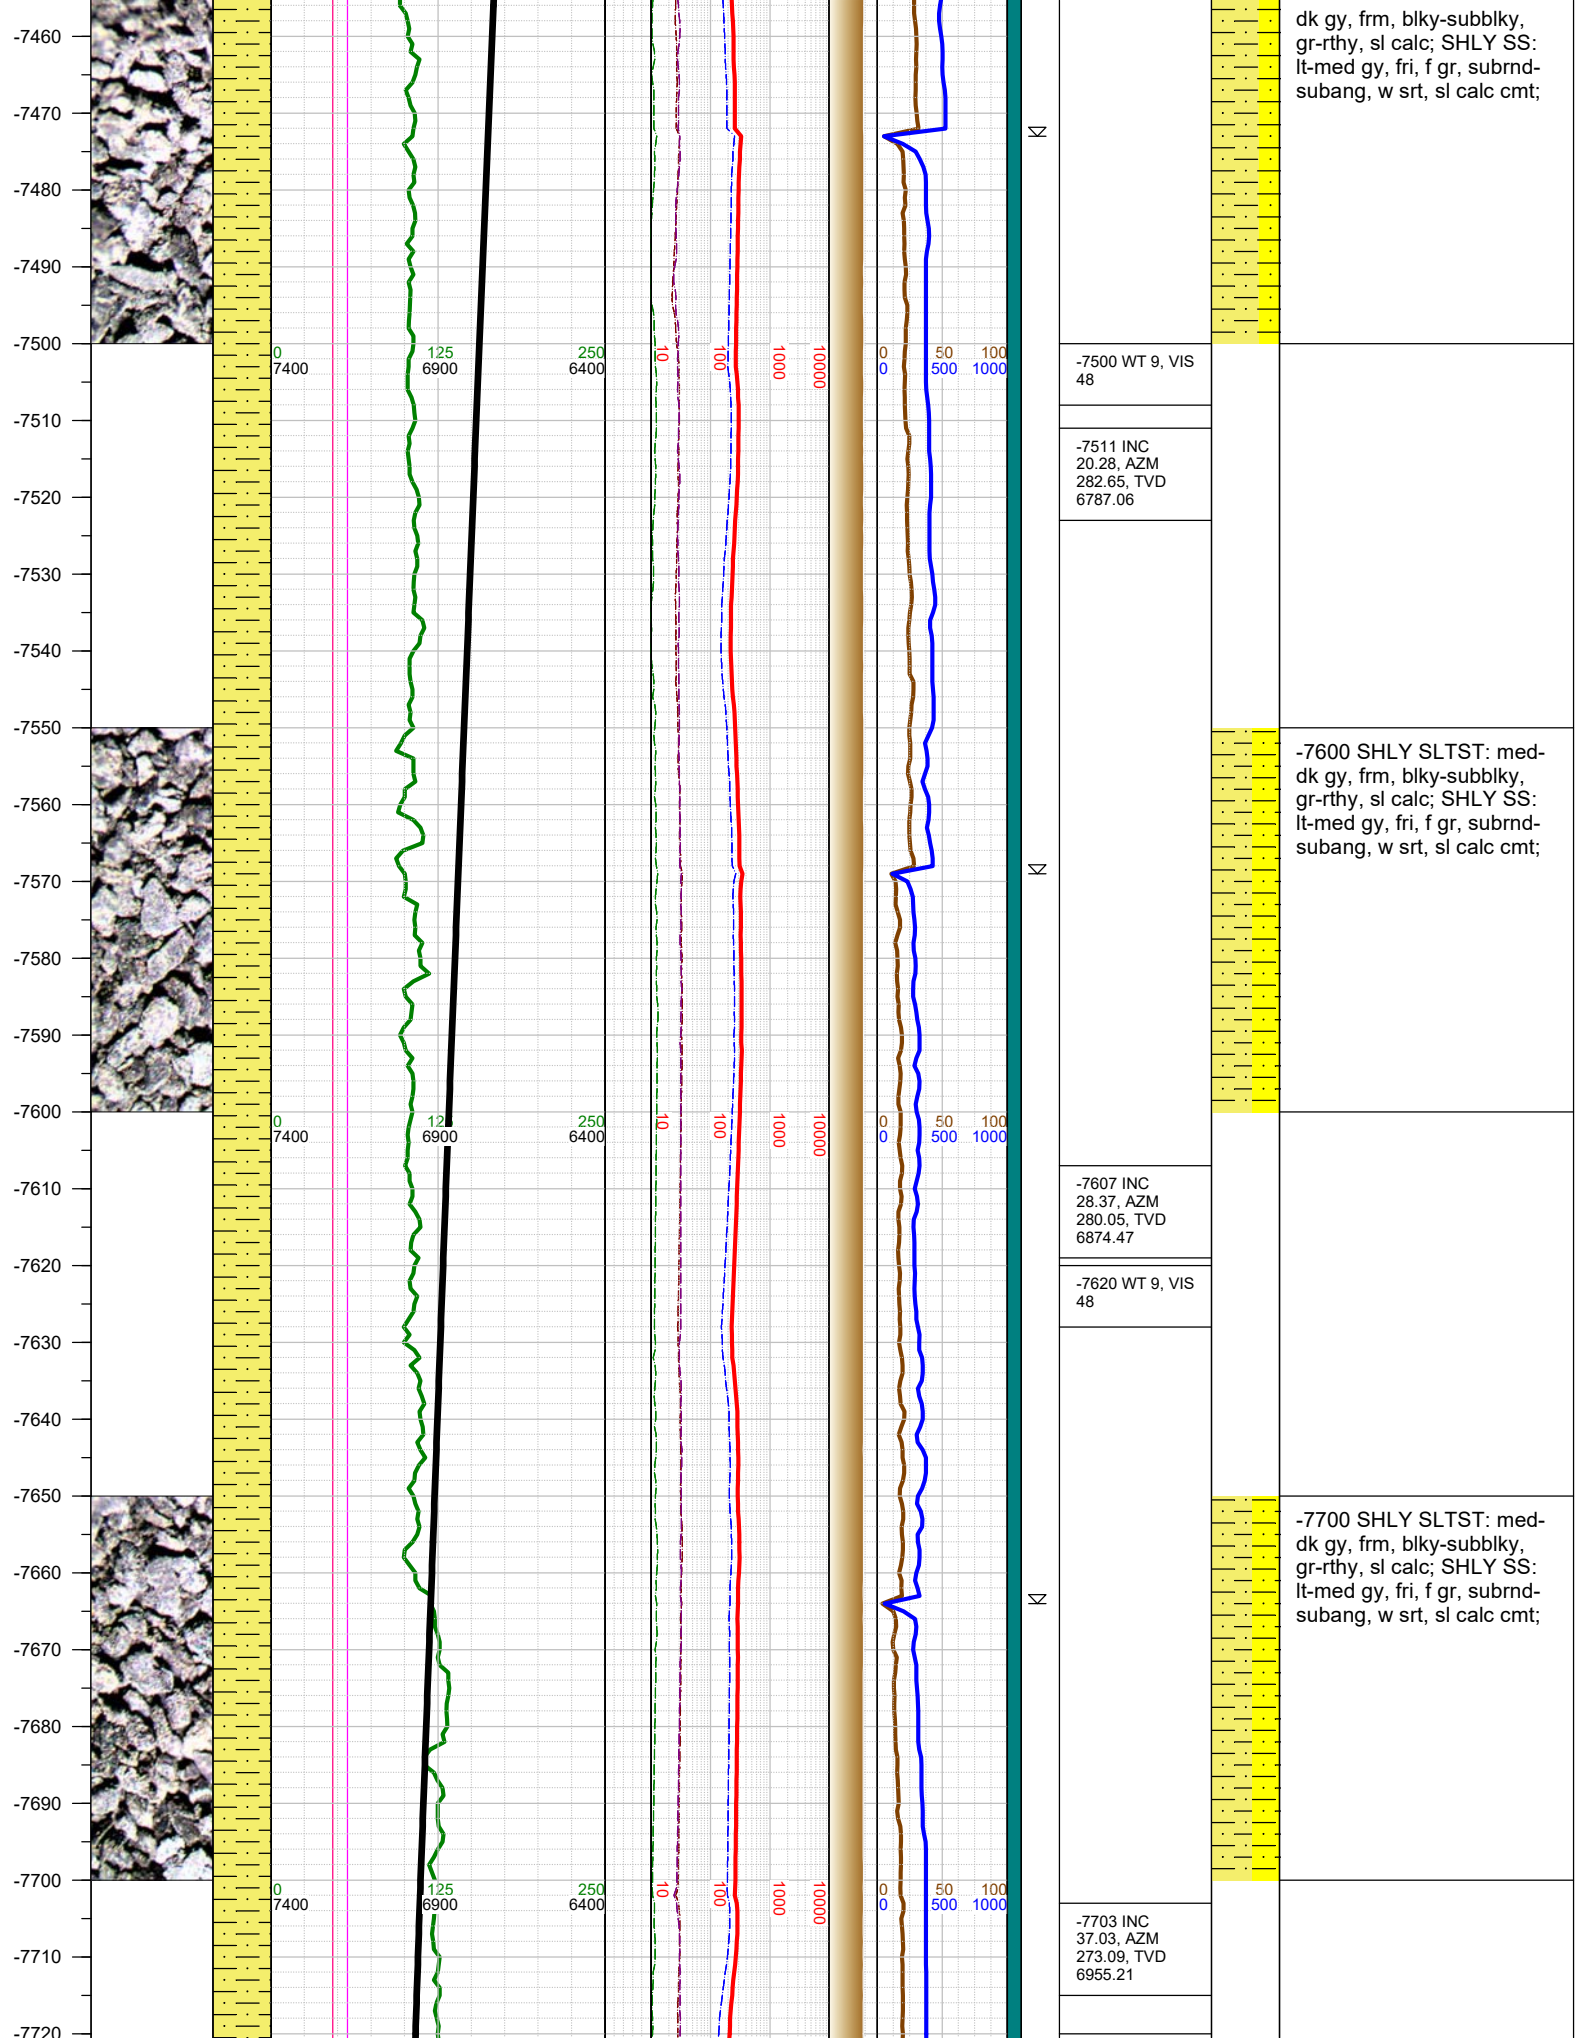 dk gy, frm, blky-subblky,
gr-rthy, sl calc; SHLY SS:
lt-med gy, fri, f gr, subrnd-
subang, w srt, sl calc cmt;
-7460
-7470
-7480
-7490
-7500
0 125 250
7400 6900 6400
10 100 1000 10000
0 50 100
0 500 1000
-7500 WT 9, VIS
48
-7510
-7511 INC
20.28, AZM
282.65, TVD
6787.06
-7520
-7530
-7540
-7550
-7600 SHLY SLTST: med-
dk gy, frm, blky-subblky,
gr-rthy, sl calc; SHLY SS:
lt-med gy, fri, f gr, subrnd-
subang, w srt, sl calc cmt;
-7560
-7570
-7580
-7590
-7600
0 12 250
7400 6900 6400
10 100 1000 10000
0 50 100
0 500 1000
-7607 INC
28.37, AZM
280.05, TVD
6874.47
-7610
-7620
-7620 WT 9, VIS
48
-7630
-7640
-7650
-7700 SHLY SLTST: med-
dk gy, frm, blky-subblky,
gr-rthy, sl calc; SHLY SS:
lt-med gy, fri, f gr, subrnd-
subang, w srt, sl calc cmt;
-7660
-7670
-7680
-7690
-7700
0 125 250
7400 6900 6400
10 100 1000 10000
0 50 100
0 500 1000
-7703 INC
37.03, AZM
273.09, TVD
6955.21
-7710
-7720